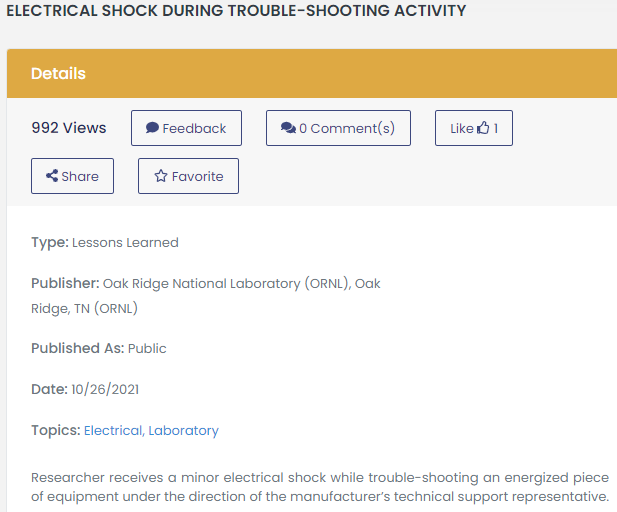 ELECTRICAL SHOCK DURING TROUBLE-SHOOTING ACTIVITY
Details
992 Views
Feedback
0 Comment(s)
Like 1
Share
Favorite
Type: Lessons Learned
Publisher: Oak Ridge National Laboratory (ORNL), Oak
Ridge, TN (ORNL)
Published As: Public
Date: 10/26/2021
Topics: Electrical, Laboratory
Researcher receives a minor electrical shock while trouble-shooting an energized piece
of equipment under the direction of the manufacturer's technical support representative.